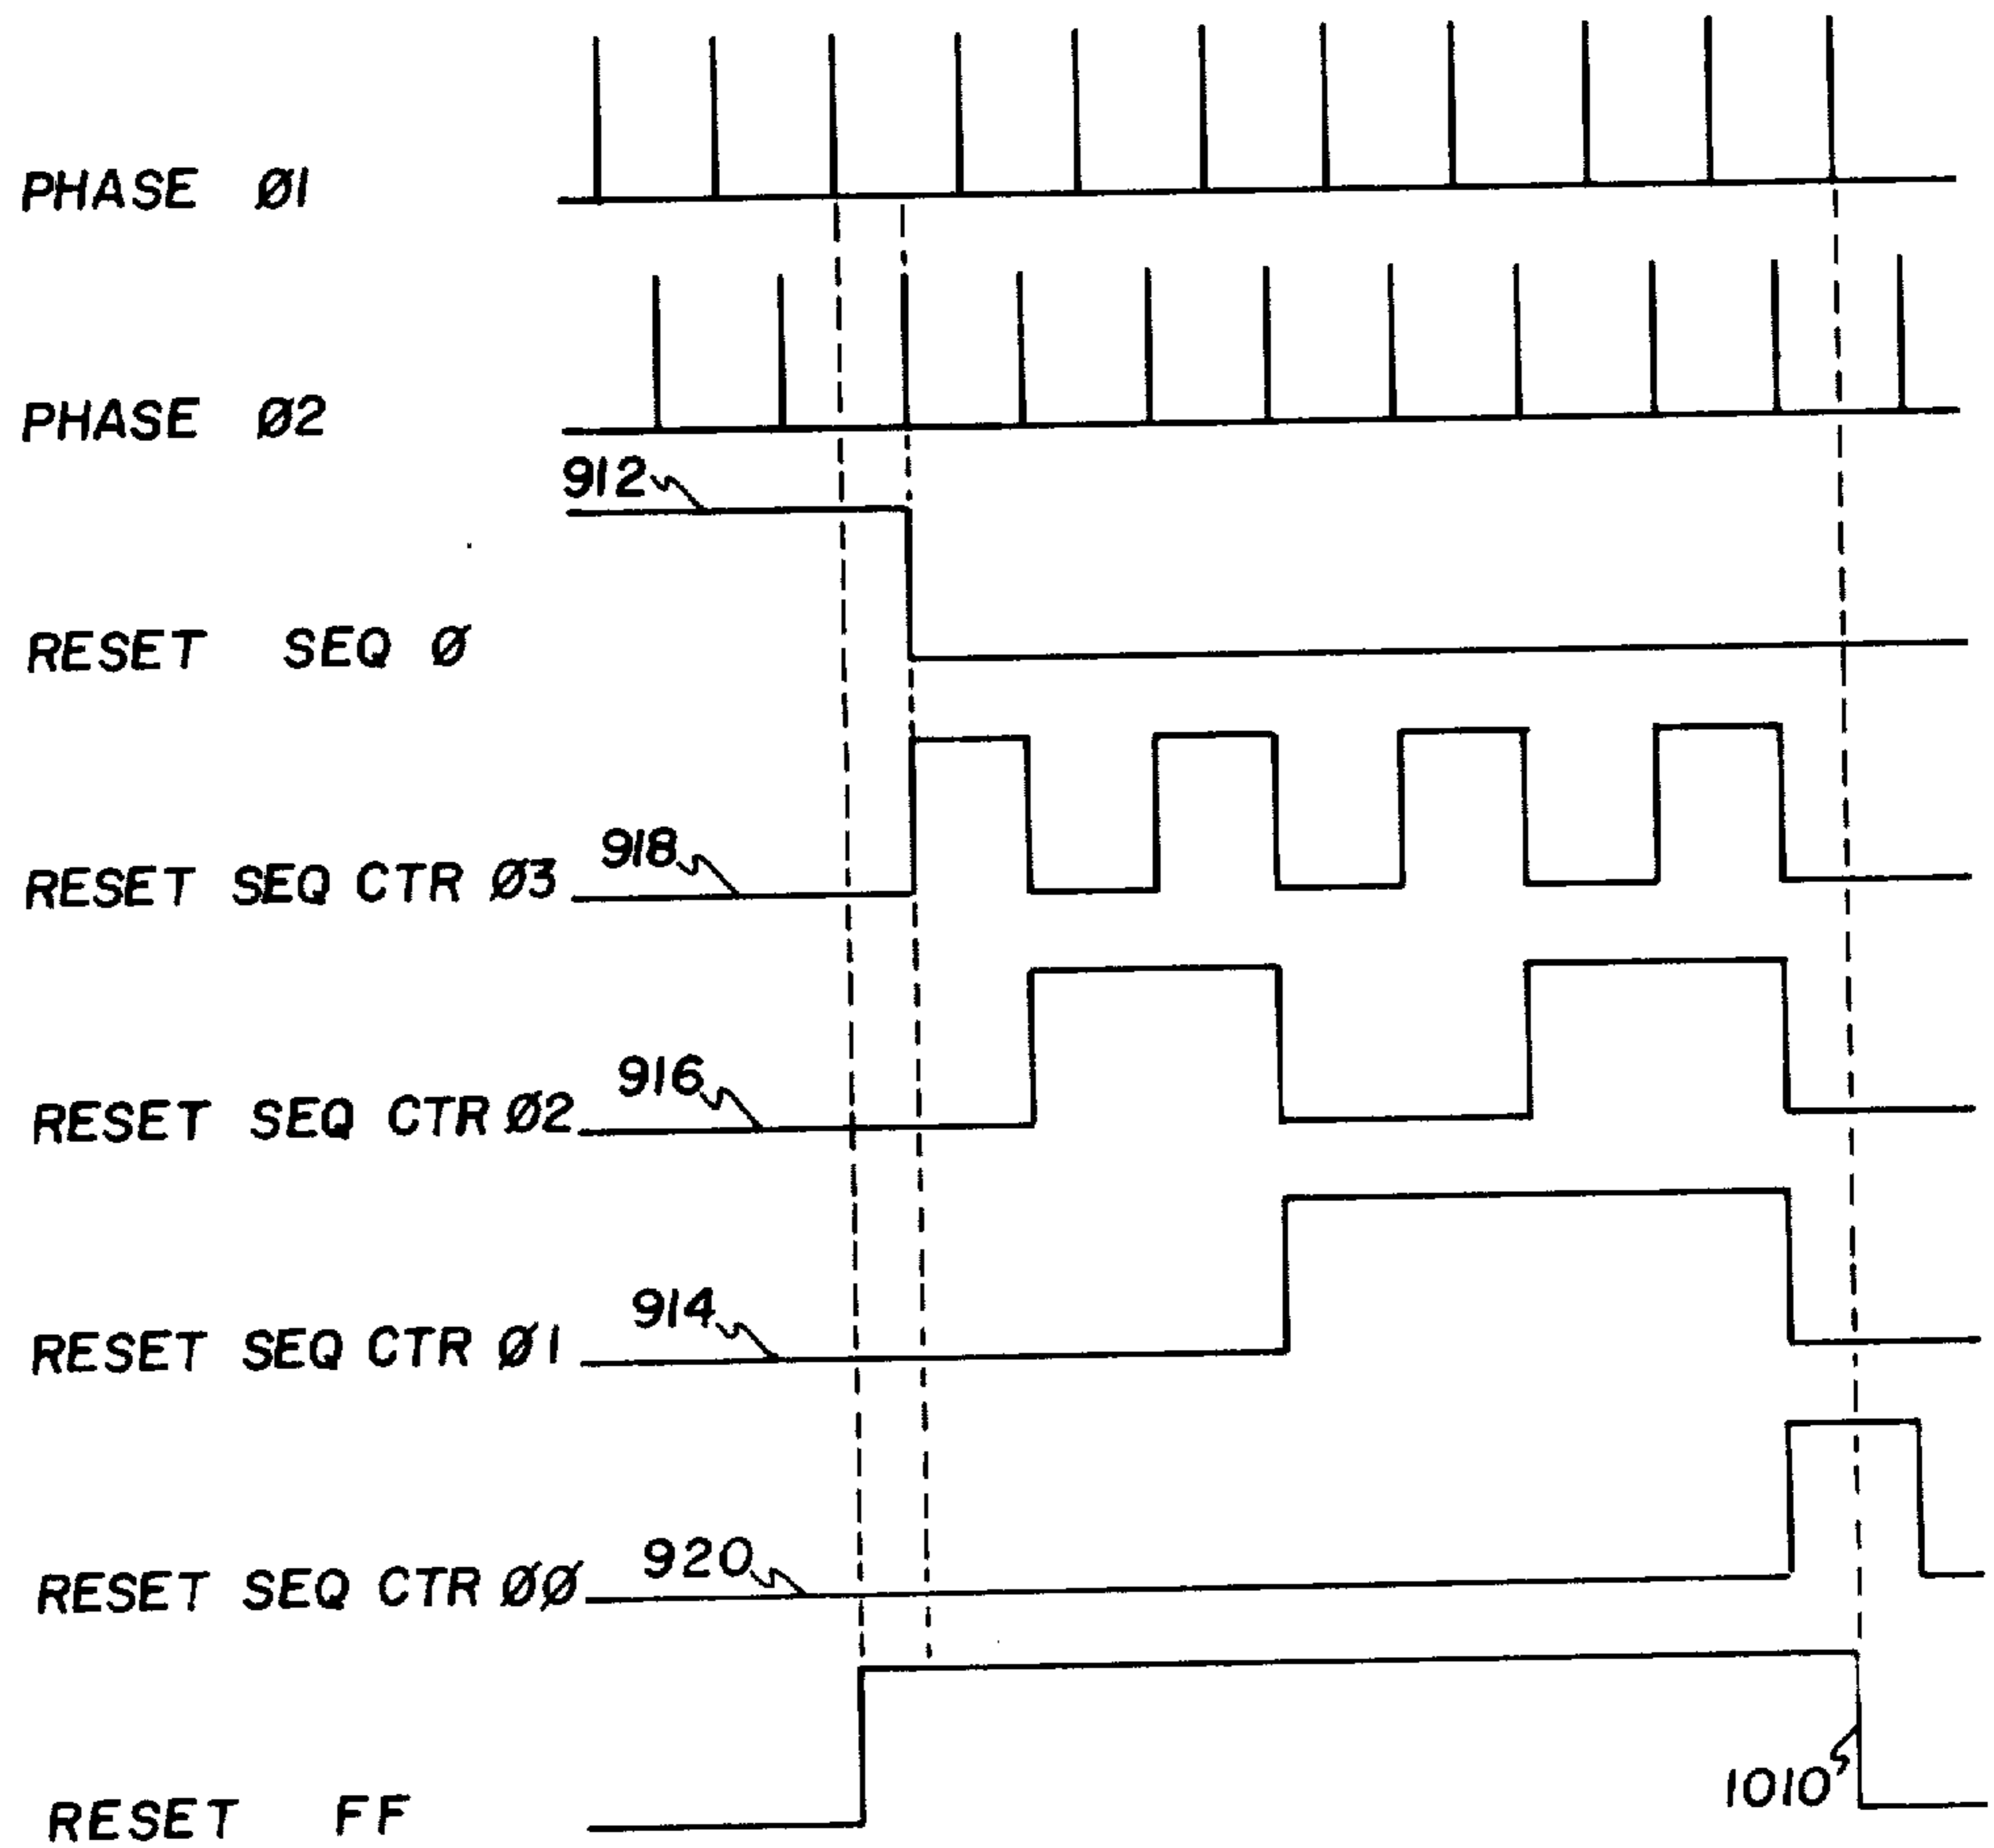 PHASE Ø1
PHASE Ø2
912
RESET SEQ Ø
918
RESET SEQ CTR Ø3
916
RESET SEQ CTR Ø2
914
RESET SEQ CTR Ø1
920
RESET SEQ CTR ØØ
1010
RESET FF